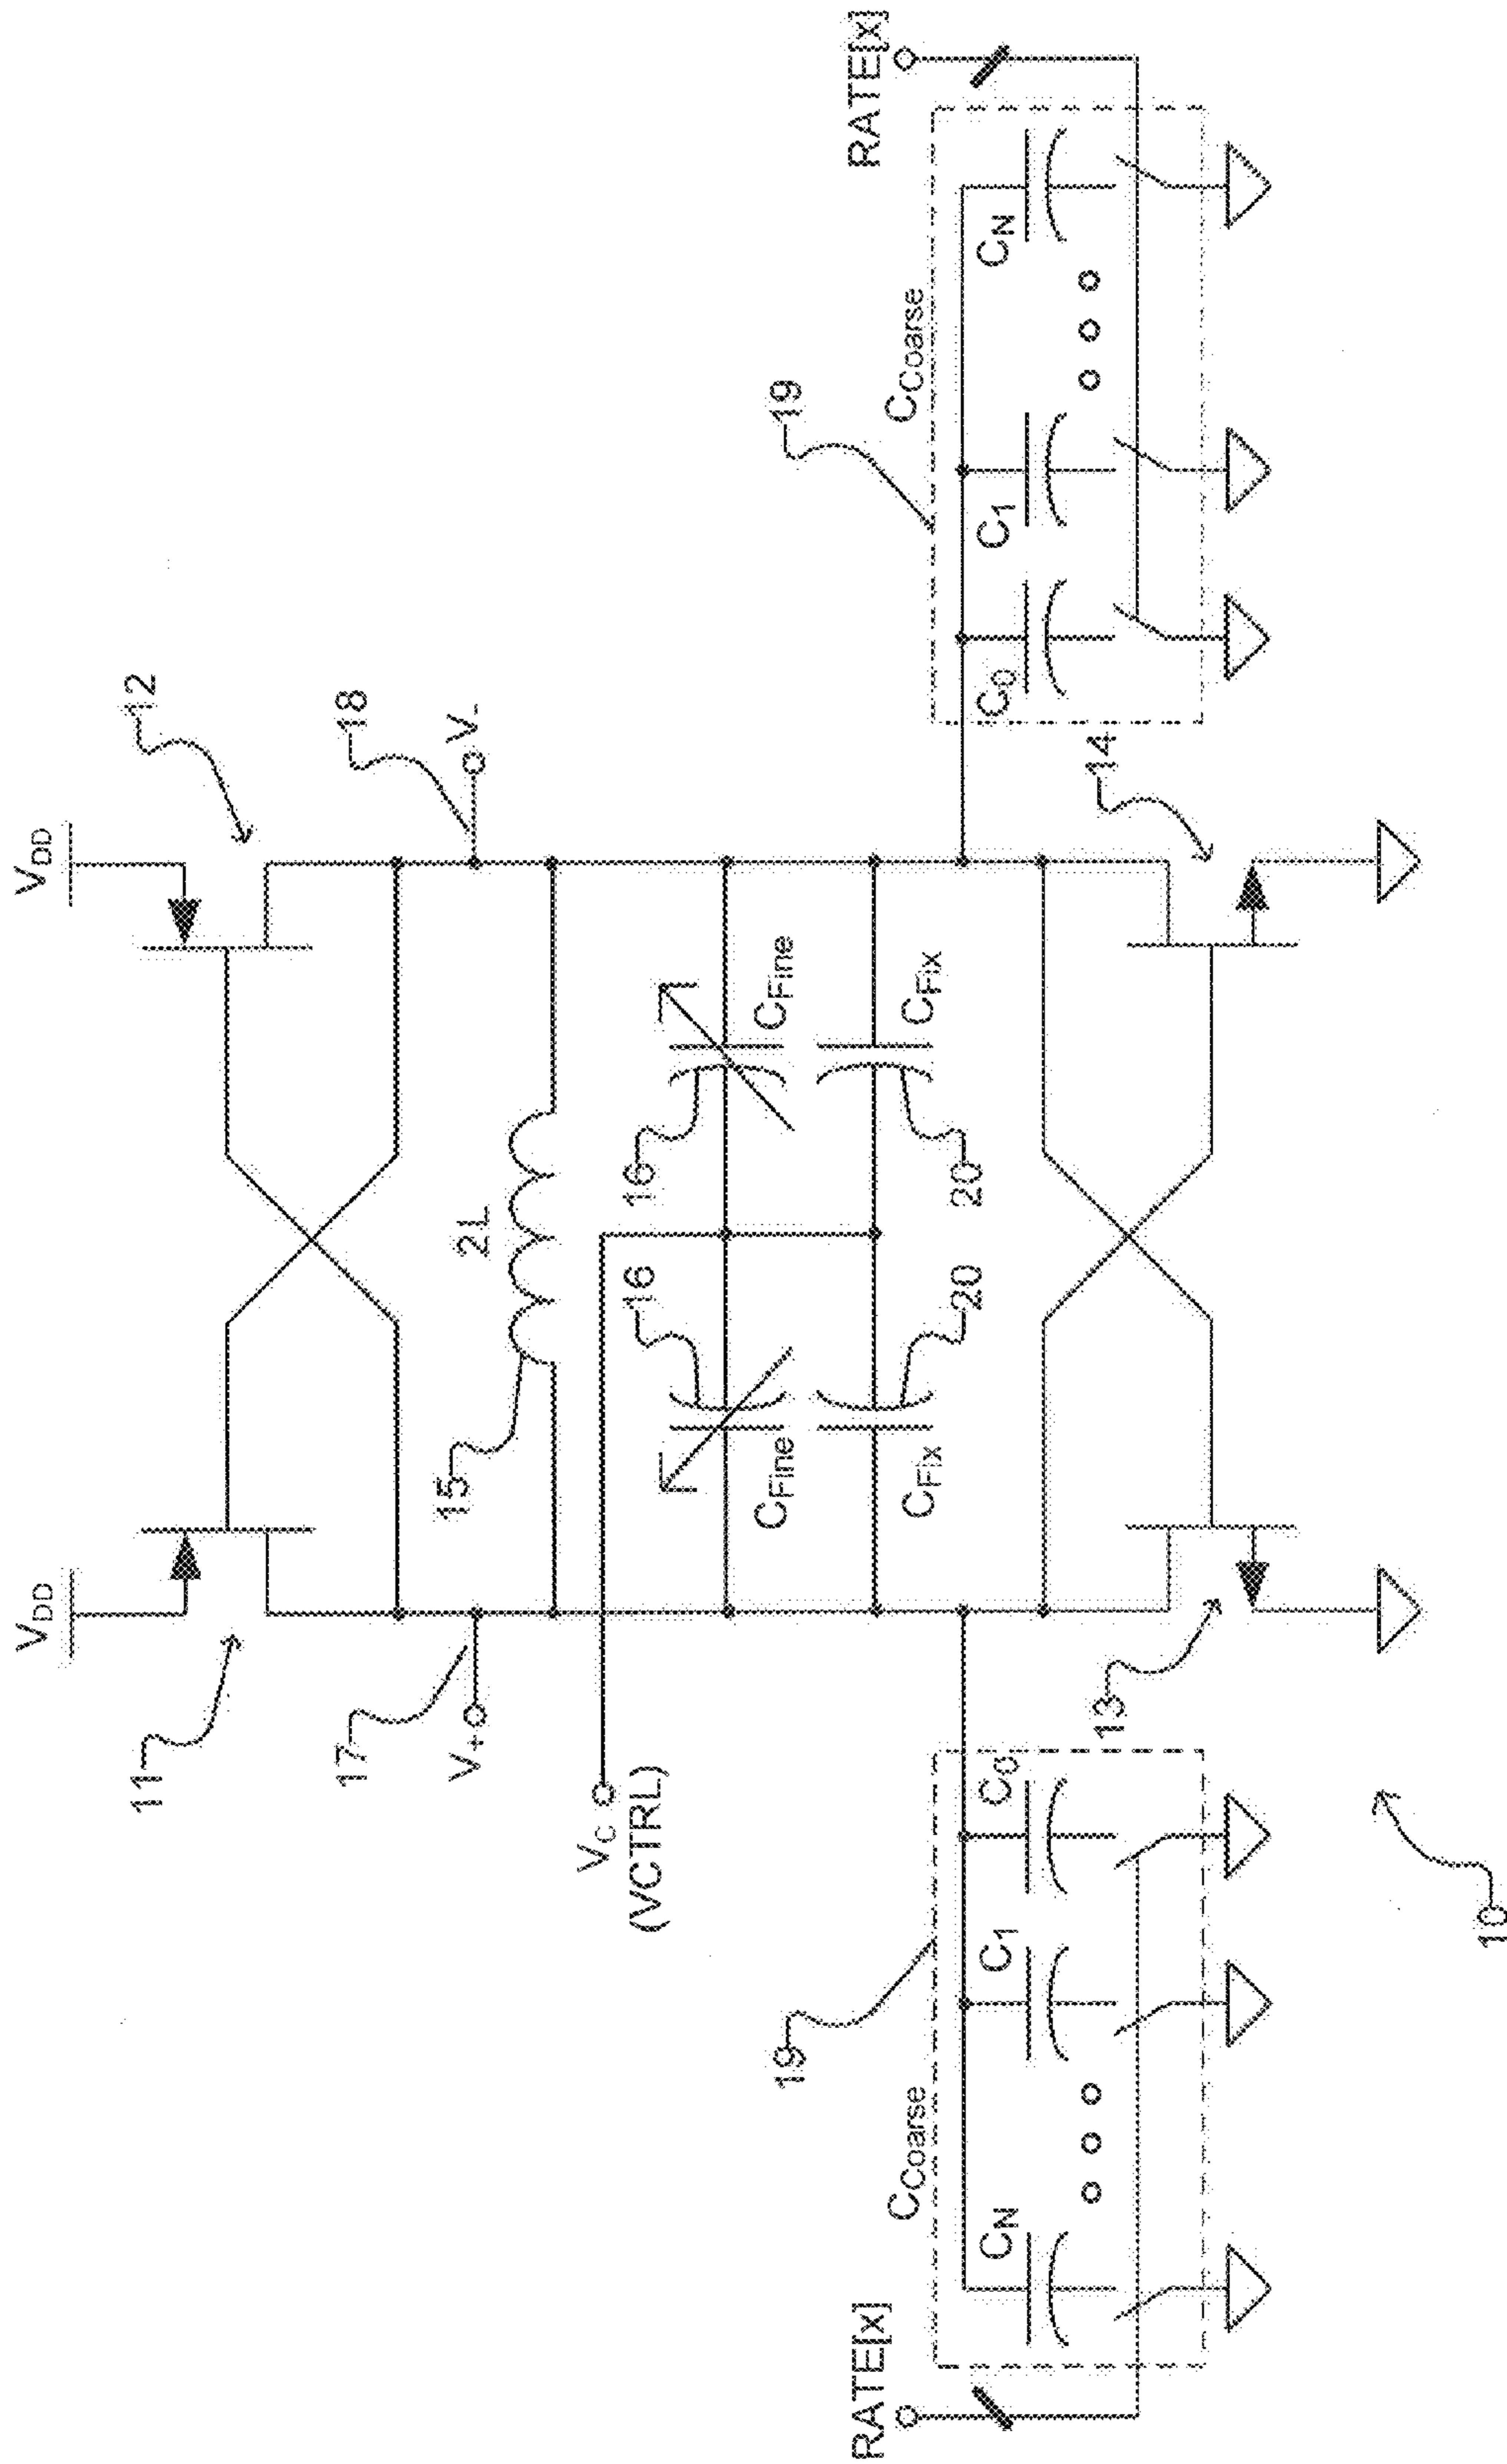 VDD
VDD
11
12
17
18
V+
V-
15
2L
VC
(VCTRL)
16
16
CFine
CFine
CFix
CFix
20
20
19
19
CCoarse
CCoarse
RATE[x]
RATE[x]
CN
C1
C0
C0
C1
CN
13
14
10